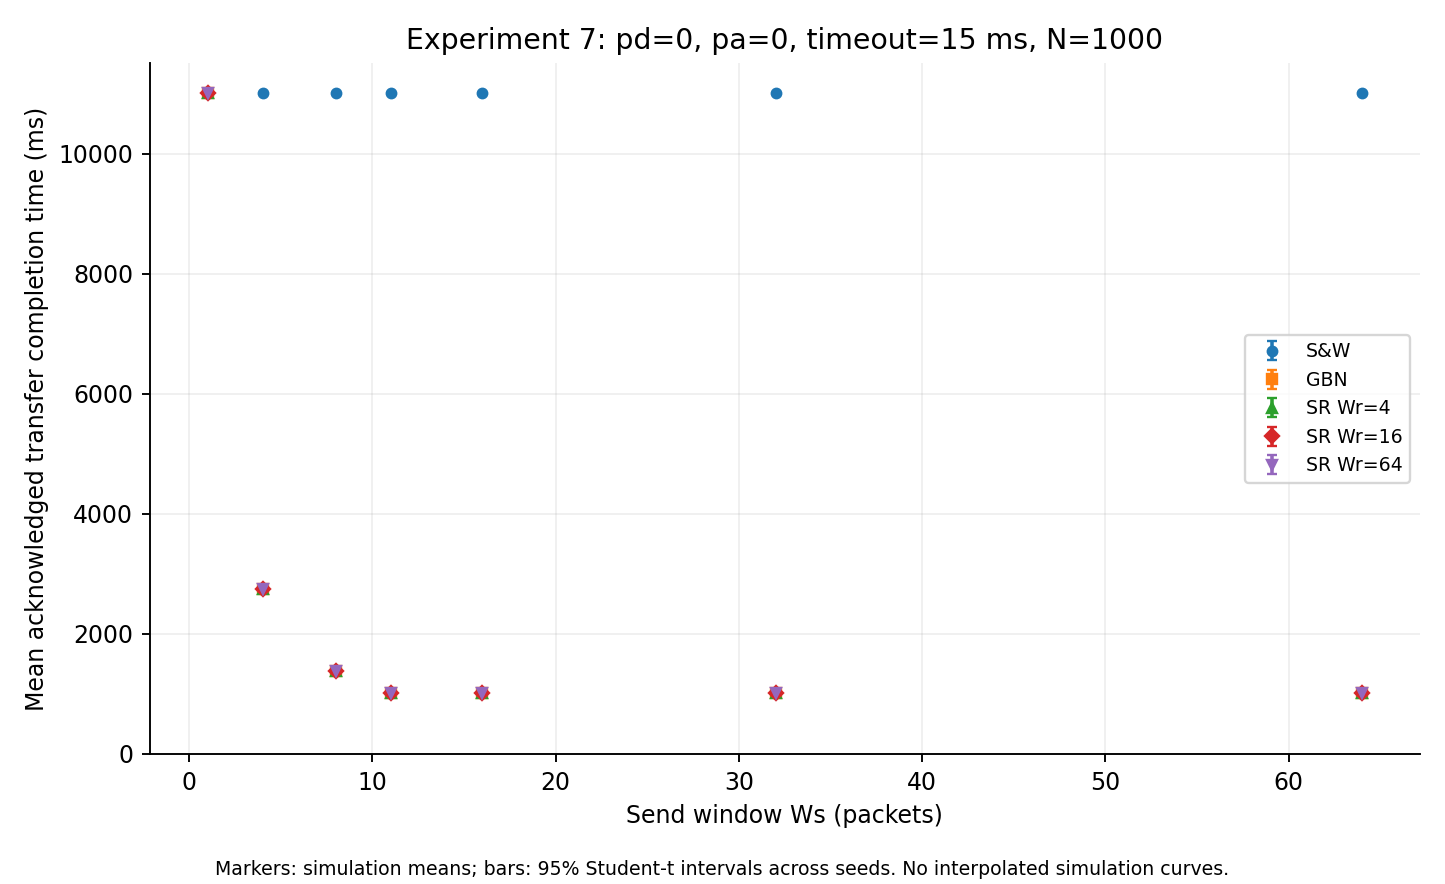 Experiment 7: pd=0, pa=0, timeout=15 ms, N=1000
Mean acknowledged transfer completion time (ms)
10000
8000
6000
4000
2000
0
S&W
GBN
SR Wr=4
SR Wr=16
SR Wr=64
0 10 20 30 40 50 60
Send window Ws (packets)
Markers: simulation means; bars: 95% Student-t intervals across seeds. No interpolated simulation curves.